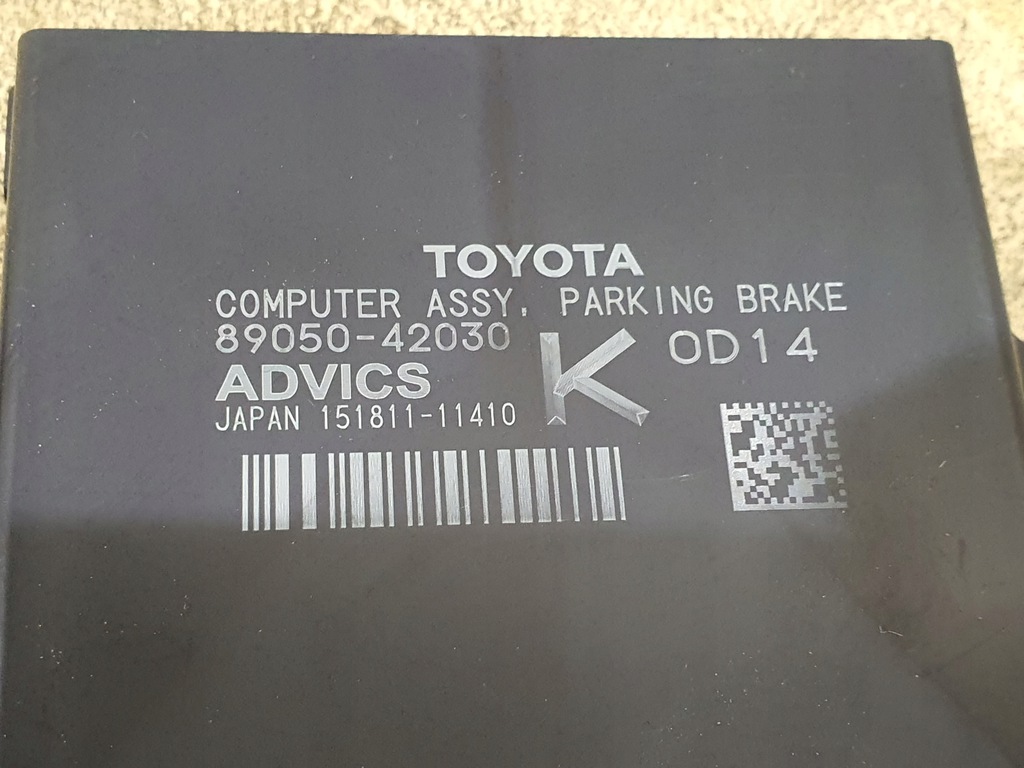 TOYOTA
COMPUTER ASSY, PARKING BRAKE
89050-42030 K 0D14
ADVICS
JAPAN 151811-11410